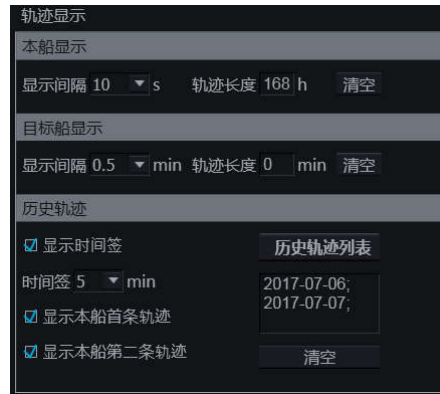 轨迹显示
本船显示
显示间隔 10 s 轨迹长度 168 h 清空
目标船显示
显示间隔 0.5 min 轨迹长度 0 min 清空
历史轨迹
显示时间签 历史轨迹列表
时间签 5 min 2017-07-06;
2017-07-07;
显示本船首条轨迹
显示本船第二条轨迹 清空